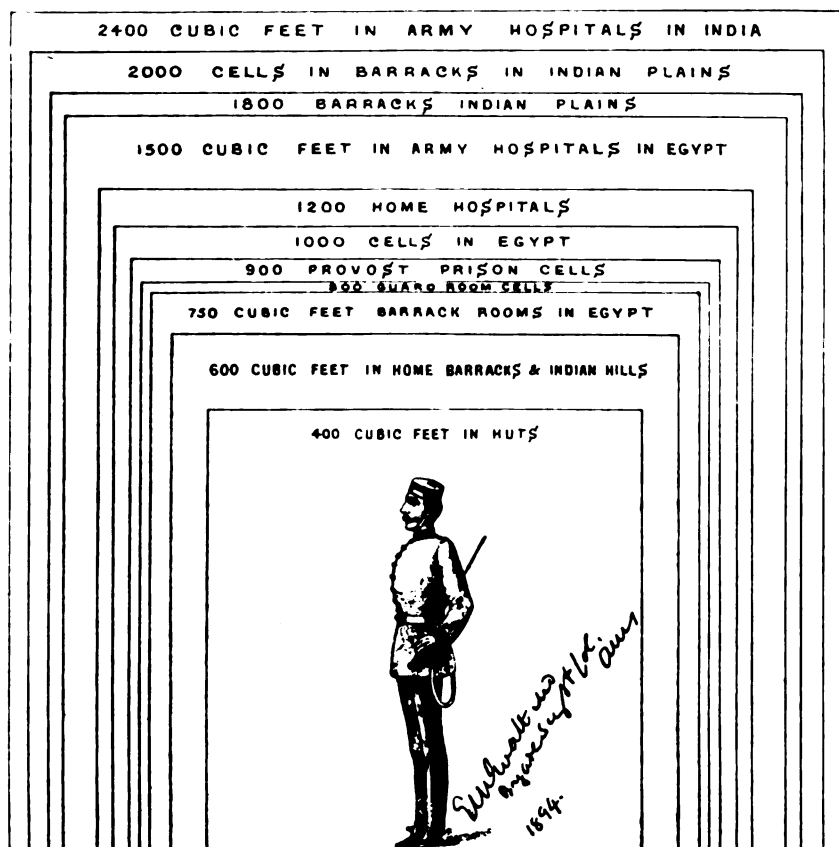 2400 CUBIC FEET IN ARMY HOSPITALS IN INDIA
2000 CELLS IN BARRACKS IN INDIAN PLAINS
1800 BARRACKS INDIAN PLAINS
1500 CUBIC FEET IN ARMY HOSPITALS IN EGYPT
1200 HOME HOSPITALS
1000 CELLS IN EGYPT
900 PROVOST PRISON CELLS
800 GUARD ROOM CELLS
750 CUBIC FEET BARRACK ROOMS IN EGYPT
600 CUBIC FEET IN HOME BARRACKS & INDIAN HILLS
400 CUBIC FEET IN HUTS
1894.